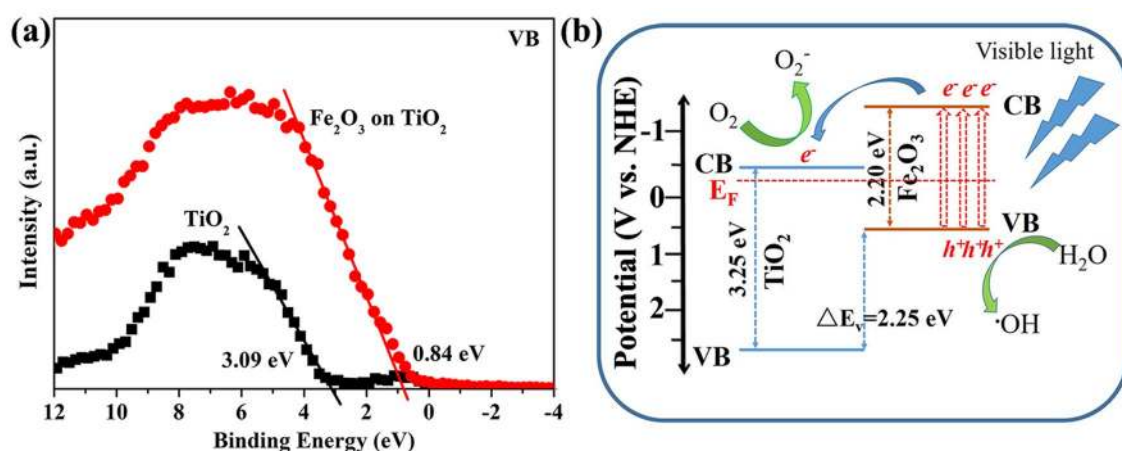 (a)
VB
Intensity (a.u.)
Fe₂O₃ on TiO₂
TiO₂
3.09 eV
0.84 eV
12 10 8 6 4 2 0 -2 -4
Binding Energy (eV)
(b)
Visible light
Potential (V vs. NHE)
-1
0
1
2
O₂
O₂⁻
e⁻
e⁻ e⁻ e⁻
CB
CB
E_F
2.20 eV
Fe₂O₃
3.25 eV
TiO₂
VB
h⁺h⁺h⁺
H₂O
·OH
△Eᵥ=2.25 eV
VB